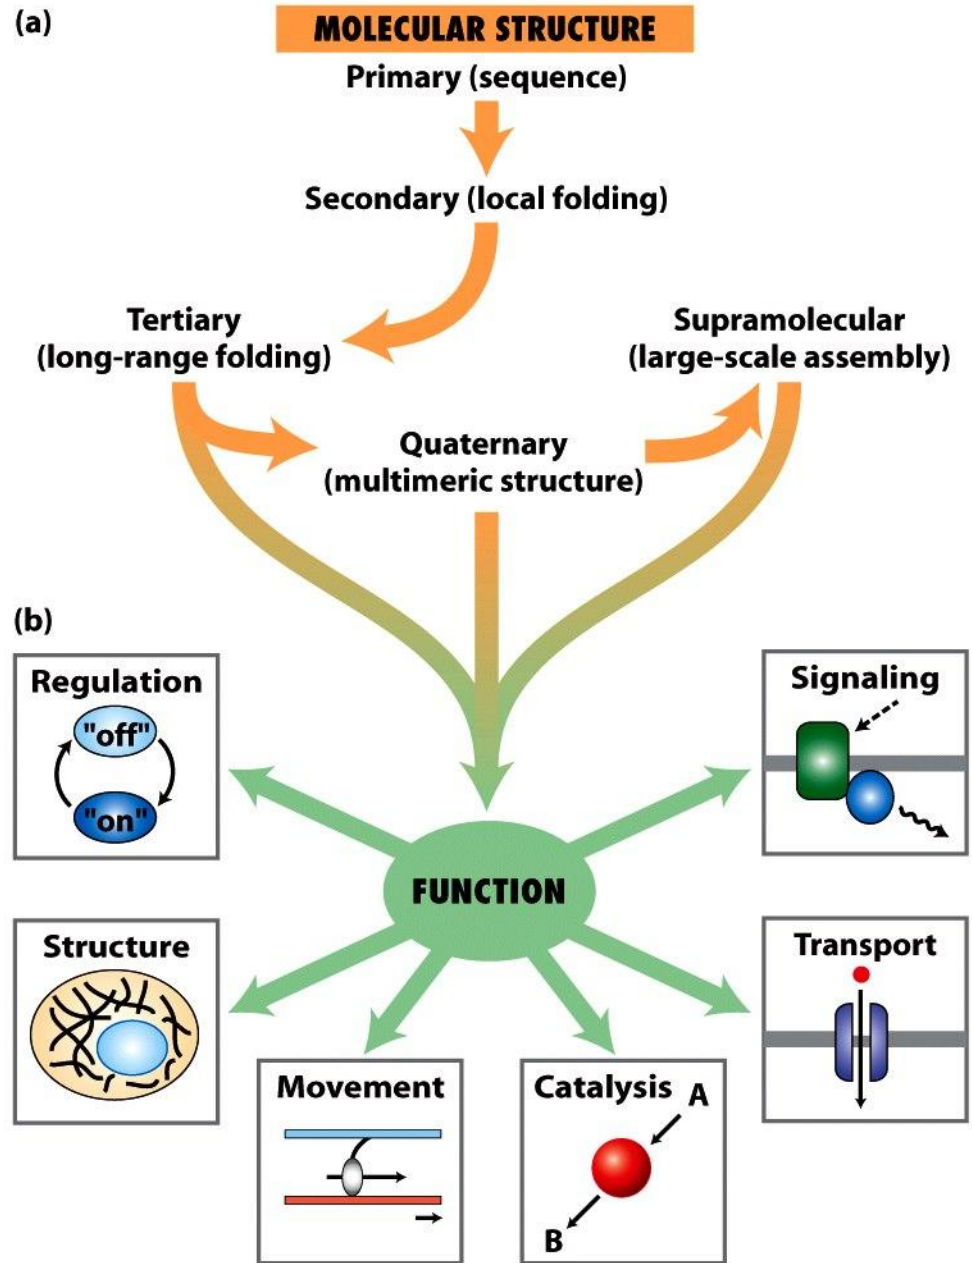 (a)
MOLECULAR STRUCTURE
Primary (sequence)
Secondary (local folding)
Tertiary
(long-range folding)
Supramolecular
(large-scale assembly)
Quaternary
(multimeric structure)
(b)
Regulation
"off"
"on"
Signaling
FUNCTION
Structure
Transport
Movement
Catalysis
A
B